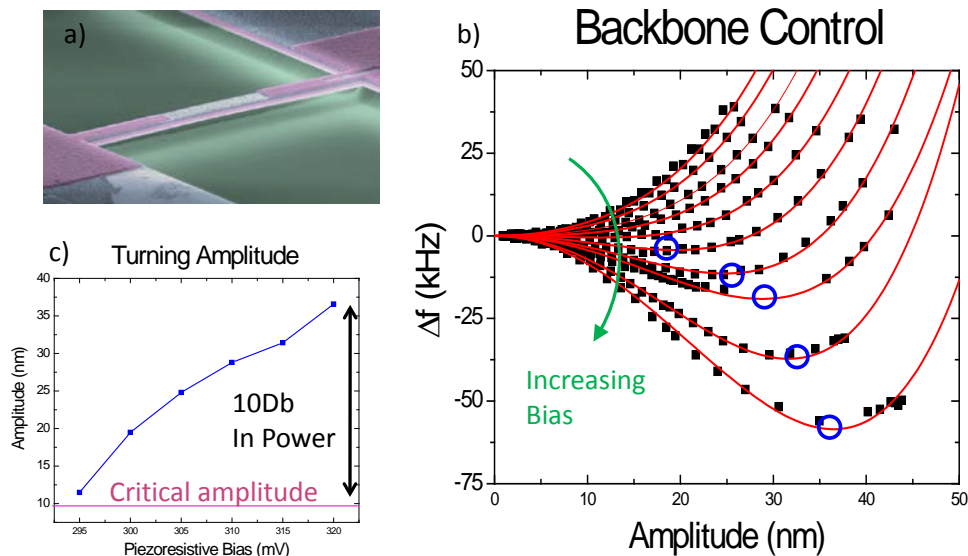 a)
b)
Backbone Control
50
25
0
-25
-50
-75
0
10
20
30
40
50
Δf (kHz)
Amplitude (nm)
Increasing
Bias
c)
Turning Amplitude
40
35
30
25
20
15
10
295
300
305
310
315
320
Amplitude (nm)
Piezoresistive Bias (mV)
10Db
In Power
Critical amplitude